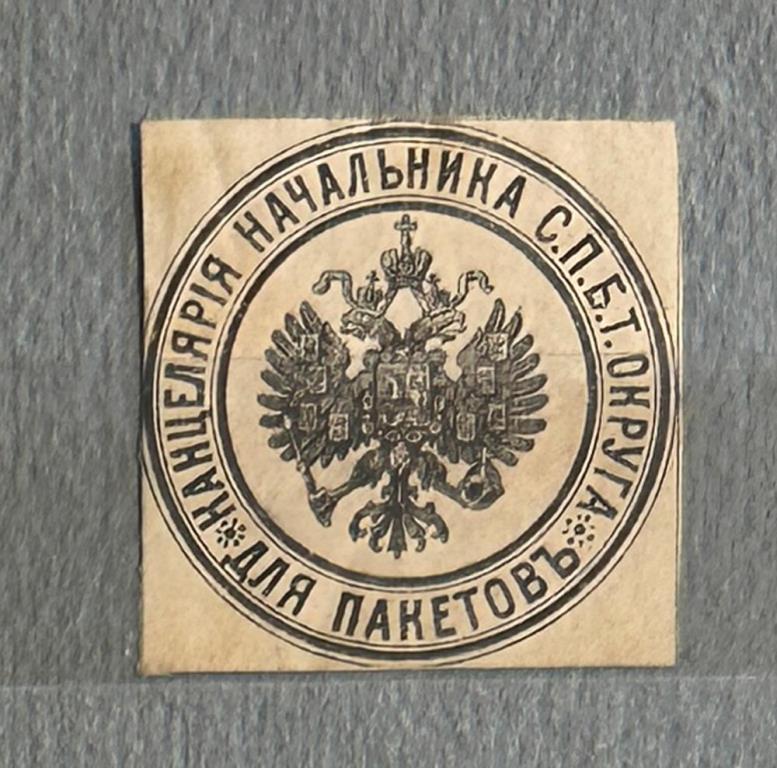 КАНЦЕЛЯРІЯ НАЧАЛЬНИКА С.П.Б.Т. ОКРУГА
ДЛЯ ПАКЕТОВЪ